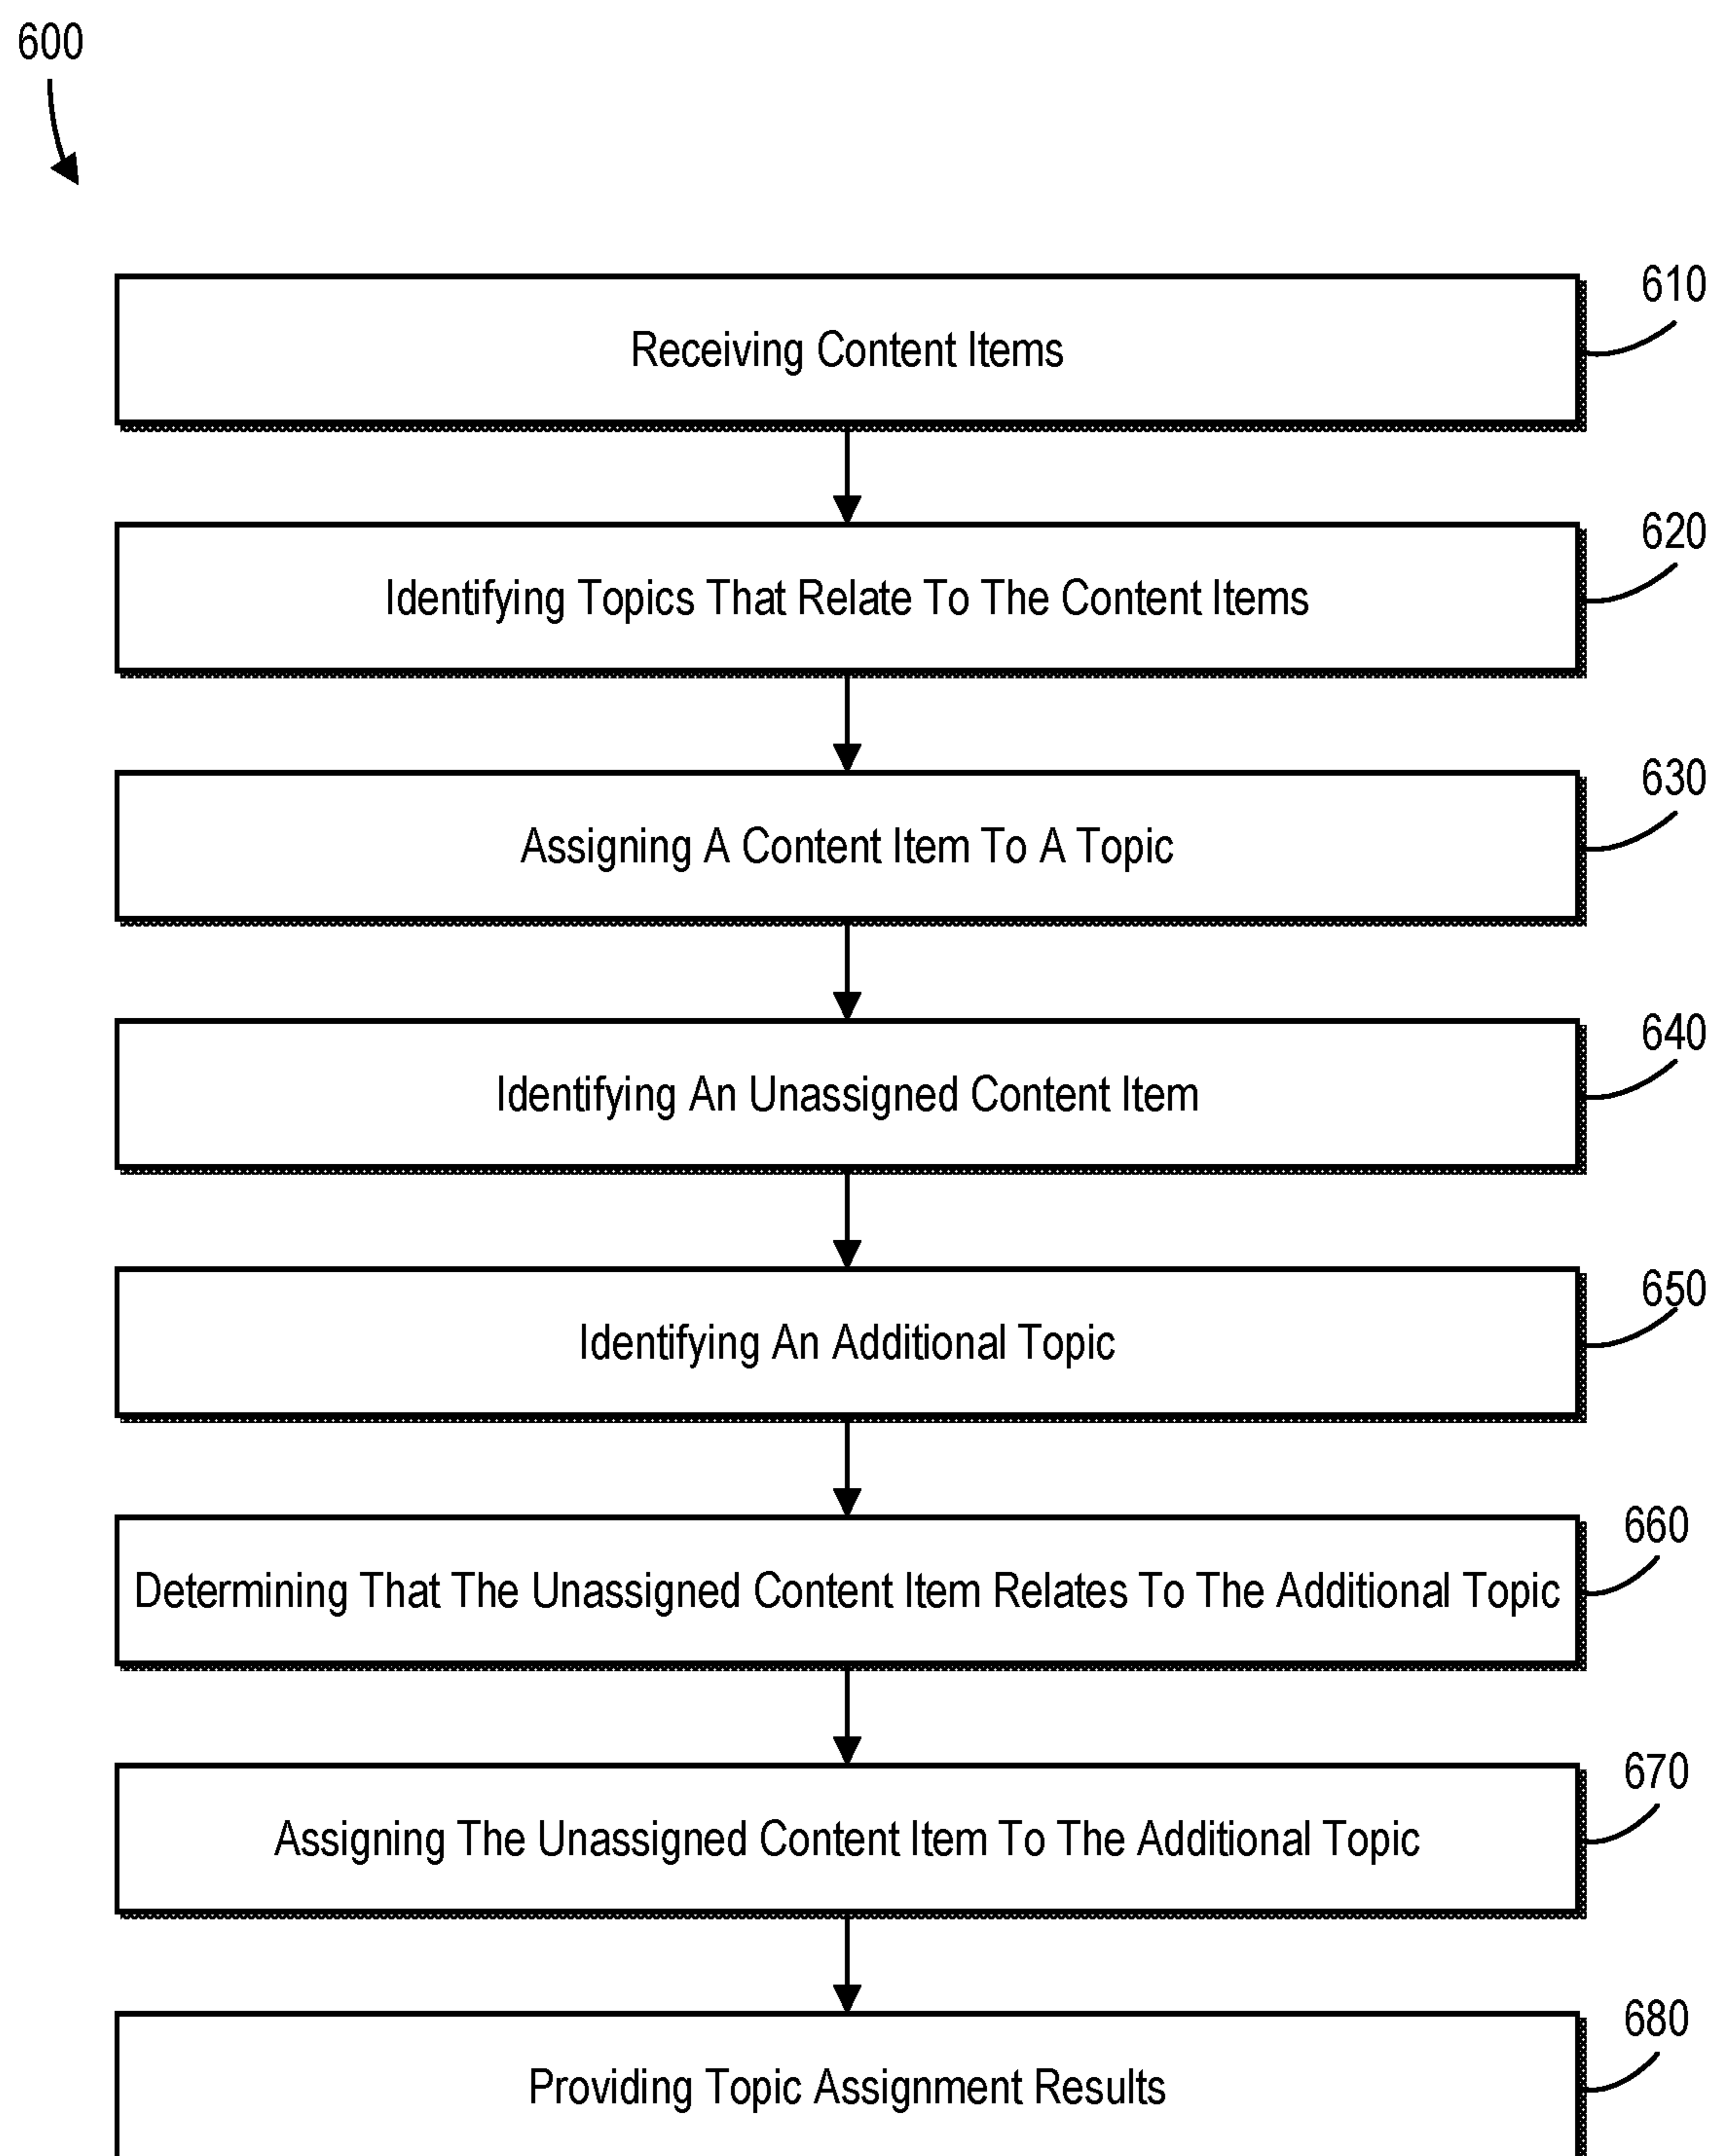 600
610
Receiving Content Items
620
Identifying Topics That Relate To The Content Items
630
Assigning A Content Item To A Topic
640
Identifying An Unassigned Content Item
650
Identifying An Additional Topic
660
Determining That The Unassigned Content Item Relates To The Additional Topic
670
Assigning The Unassigned Content Item To The Additional Topic
680
Providing Topic Assignment Results